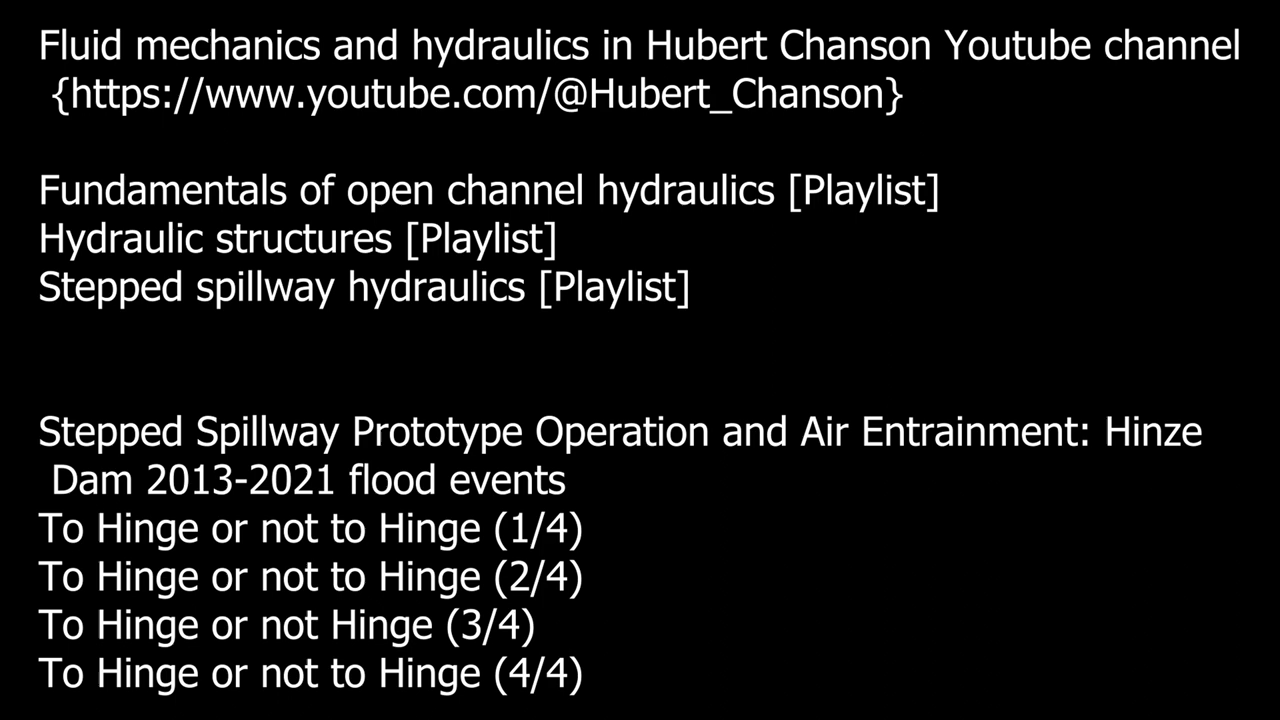 Fluid mechanics and hydraulics in Hubert Chanson Youtube channel
{https://www.youtube.com/@Hubert_Chanson}
Fundamentals of open channel hydraulics [Playlist]
Hydraulic structures [Playlist]
Stepped spillway hydraulics [Playlist]
Stepped Spillway Prototype Operation and Air Entrainment: Hinze
Dam 2013-2021 flood events
To Hinge or not to Hinge (1/4)
To Hinge or not to Hinge (2/4)
To Hinge or not Hinge (3/4)
To Hinge or not to Hinge (4/4)